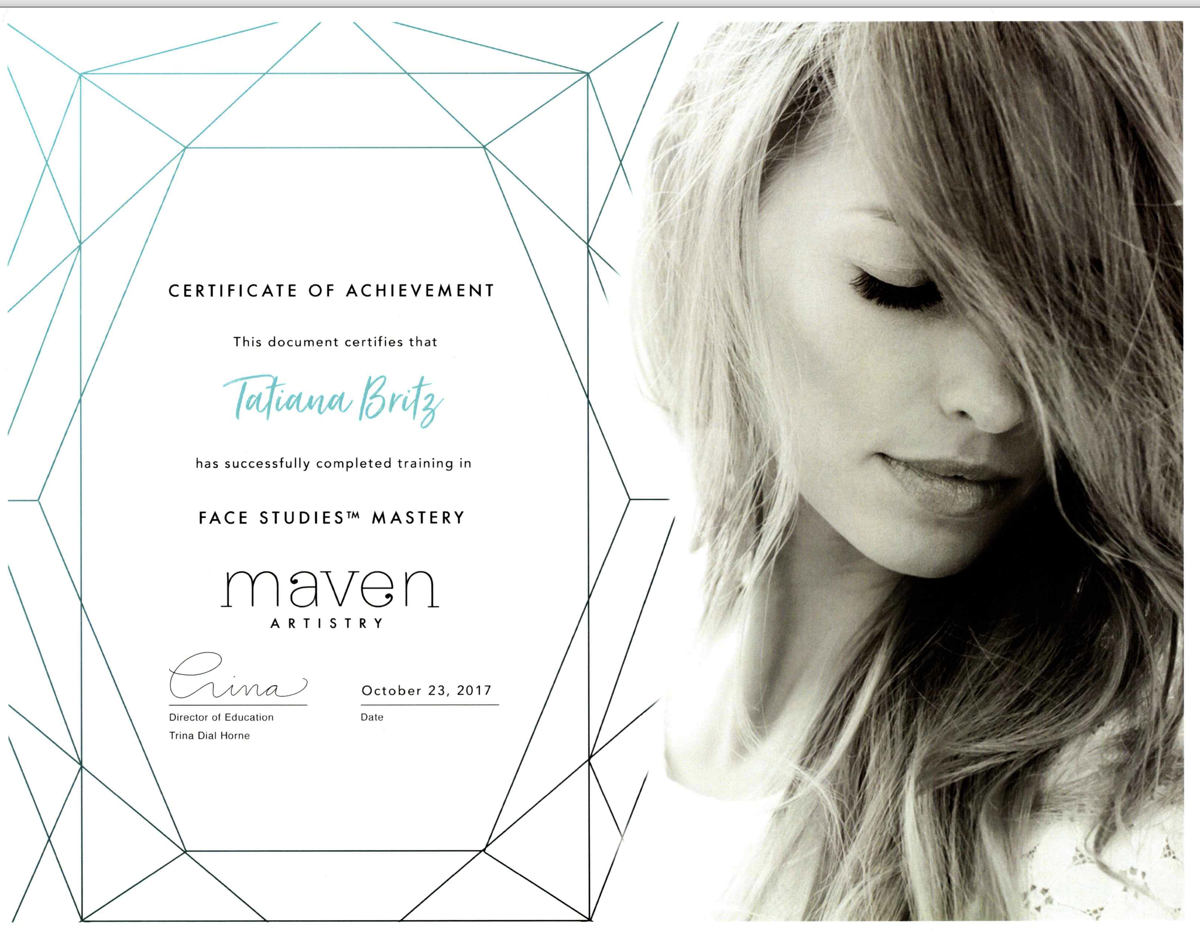 CERTIFICATE OF ACHIEVEMENT
This document certifies that
Tatiana Britz
has successfully completed training in
FACE STUDIES™ MASTERY
maven
ARTISTRY
Trina
October 23, 2017
Director of Education
Date
Trina Dial Horne